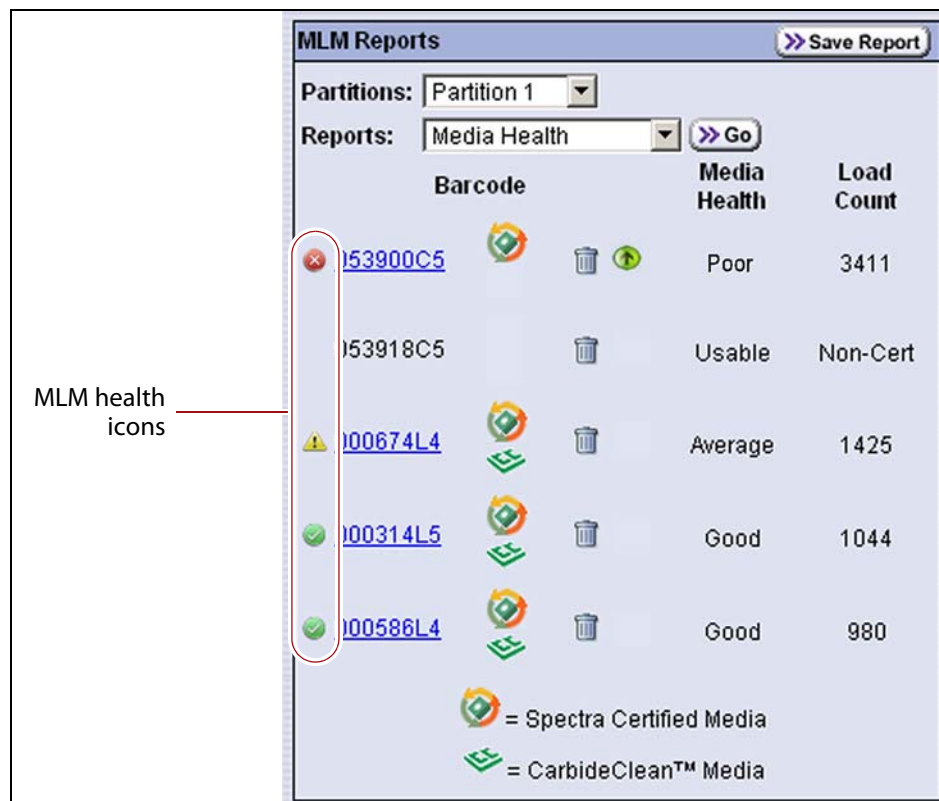 MLM Reports
>> Save Report
Partitions: Partition 1
Reports: Media Health >> Go
Barcode Media Health Load Count
053900C5 Poor 3411
053918C5 Usable Non-Cert
MLM health icons
000674L4 Average 1425
000314L5 Good 1044
000586L4 Good 980
= Spectra Certified Media
= CarbideClean™ Media